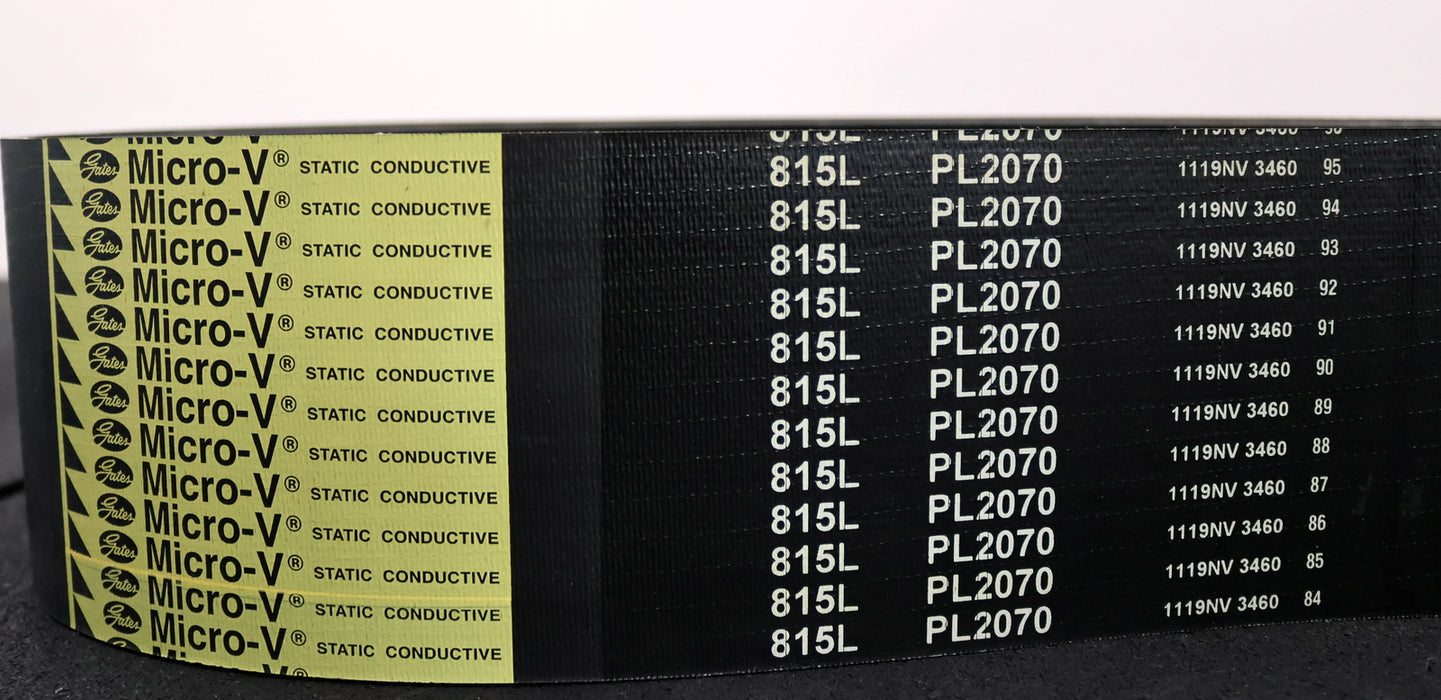 Micro-V 815L PL2070 1119NV 3460
Gates Micro-V® STATIC CONDUCTIVE 815L PL2070 1119NV 3460 95
Gates Micro-V® STATIC CONDUCTIVE 815L PL2070 1119NV 3460 94
Gates Micro-V® STATIC CONDUCTIVE 815L PL2070 1119NV 3460 93
Gates Micro-V® STATIC CONDUCTIVE 815L PL2070 1119NV 3460 92
Gates Micro-V® STATIC CONDUCTIVE 815L PL2070 1119NV 3460 91
Gates Micro-V® STATIC CONDUCTIVE 815L PL2070 1119NV 3460 90
Gates Micro-V® STATIC CONDUCTIVE 815L PL2070 1119NV 3460 89
Gates Micro-V® STATIC CONDUCTIVE 815L PL2070 1119NV 3460 88
Gates Micro-V® STATIC CONDUCTIVE 815L PL2070 1119NV 3460 87
Gates Micro-V® STATIC CONDUCTIVE 815L PL2070 1119NV 3460 86
Gates Micro-V® STATIC CONDUCTIVE 815L PL2070 1119NV 3460 85
Gates Micro-V® STATIC CONDUCTIVE 815L PL2070 1119NV 3460 84
Gates Micro-V® STATIC CONDUCTIVE